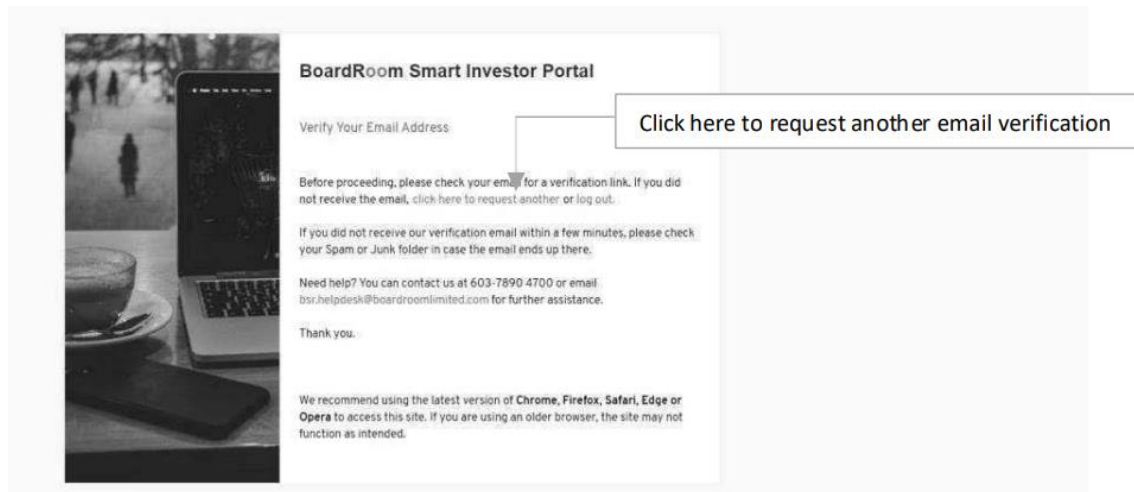 BoardRoom Smart Investor Portal
Verify Your Email Address
Click here to request another email verification
Before proceeding, please check your email for a verification link. If you did
not receive the email, click here to request another or log out.
If you did not receive our verification email within a few minutes, please check
your Spam or Junk folder in case the email ends up there.
Need help? You can contact us at 603-7890 4700 or email
bsr.helpdesk@boardroomlimited.com for further assistance.
Thank you.
We recommend using the latest version of Chrome, Firefox, Safari, Edge or
Opera to access this site. If you are using an older browser, the site may not
function as intended.